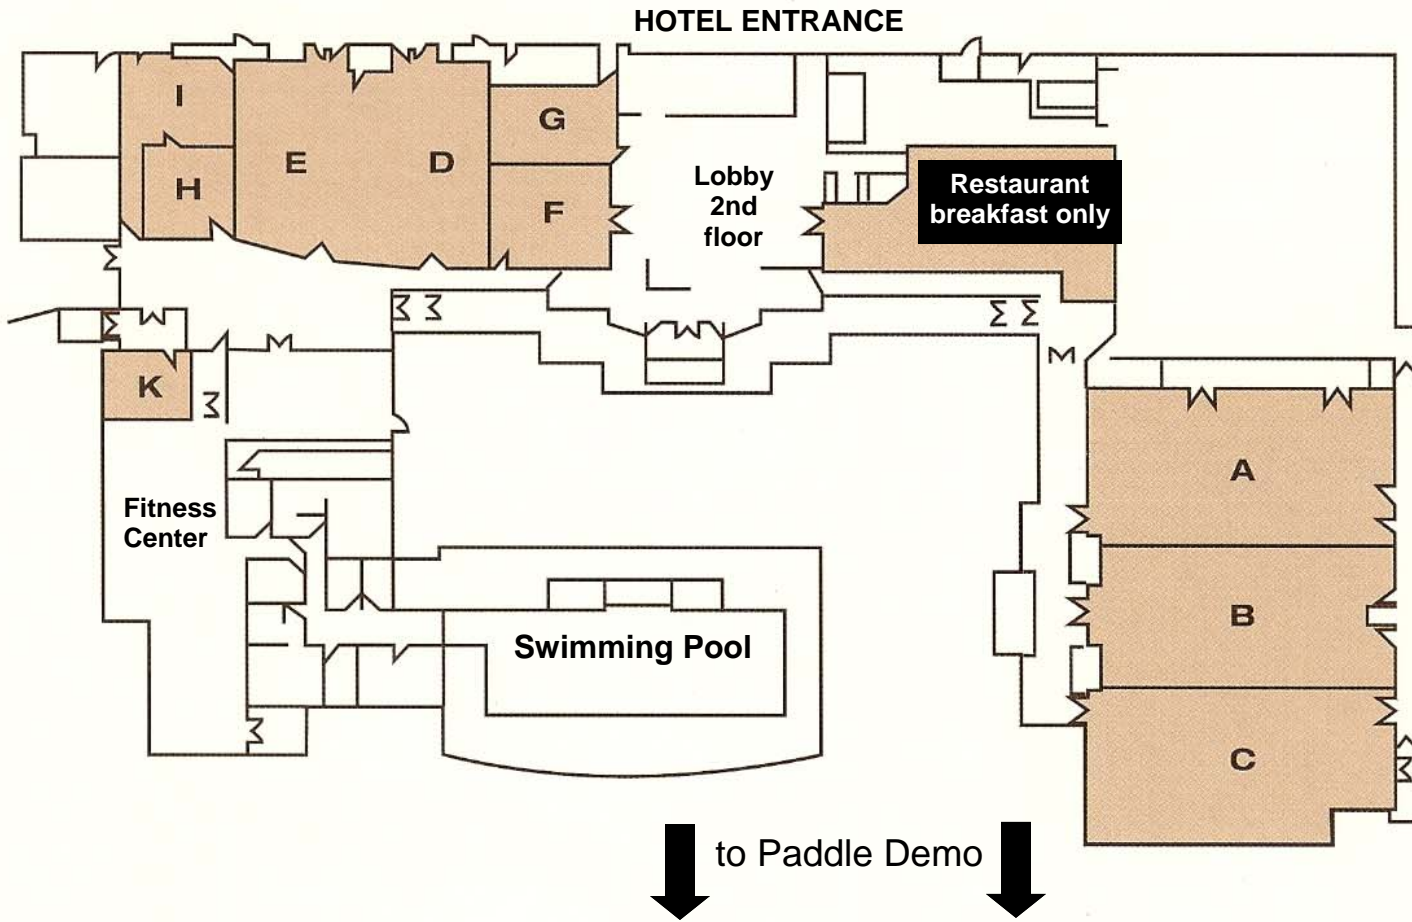 HOTEL ENTRANCE
I
G
E
D
H
F
Lobby
2nd
floor
Restaurant
breakfast only
K
A
Fitness
Center
B
Swimming Pool
C
to Paddle Demo